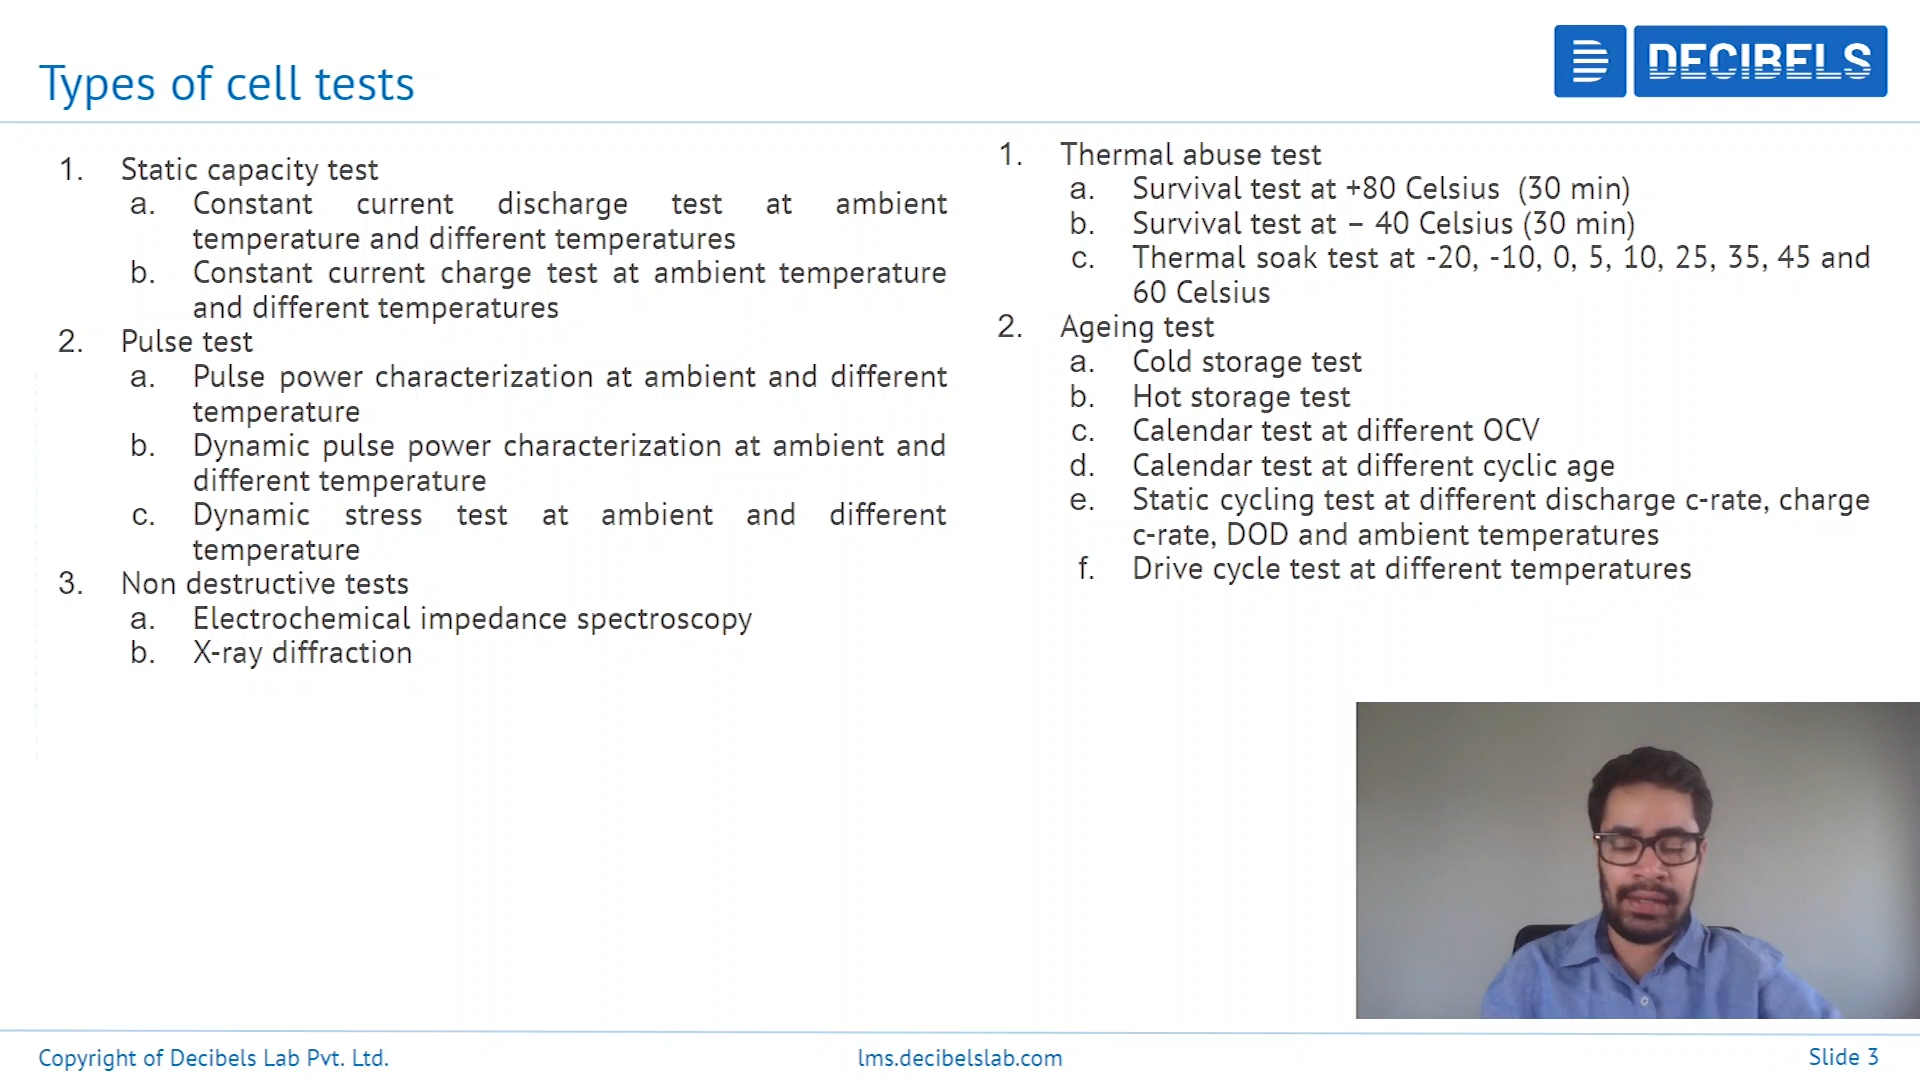 Types of cell tests
DECIBELS
1. Static capacity test
a. Constant current discharge test at ambient
temperature and different temperatures
b. Constant current charge test at ambient temperature
and different temperatures
2. Pulse test
a. Pulse power characterization at ambient and different
temperature
b. Dynamic pulse power characterization at ambient and
different temperature
c. Dynamic stress test at ambient and different
temperature
3. Non destructive tests
a. Electrochemical impedance spectroscopy
b. X-ray diffraction
1. Thermal abuse test
a. Survival test at +80 Celsius (30 min)
b. Survival test at – 40 Celsius (30 min)
c. Thermal soak test at -20, -10, 0, 5, 10, 25, 35, 45 and
60 Celsius
2. Ageing test
a. Cold storage test
b. Hot storage test
c. Calendar test at different OCV
d. Calendar test at different cyclic age
e. Static cycling test at different discharge c-rate, charge
c-rate, DOD and ambient temperatures
f. Drive cycle test at different temperatures
Copyright of Decibels Lab Pvt. Ltd.
lms.decibelslab.com
Slide 3